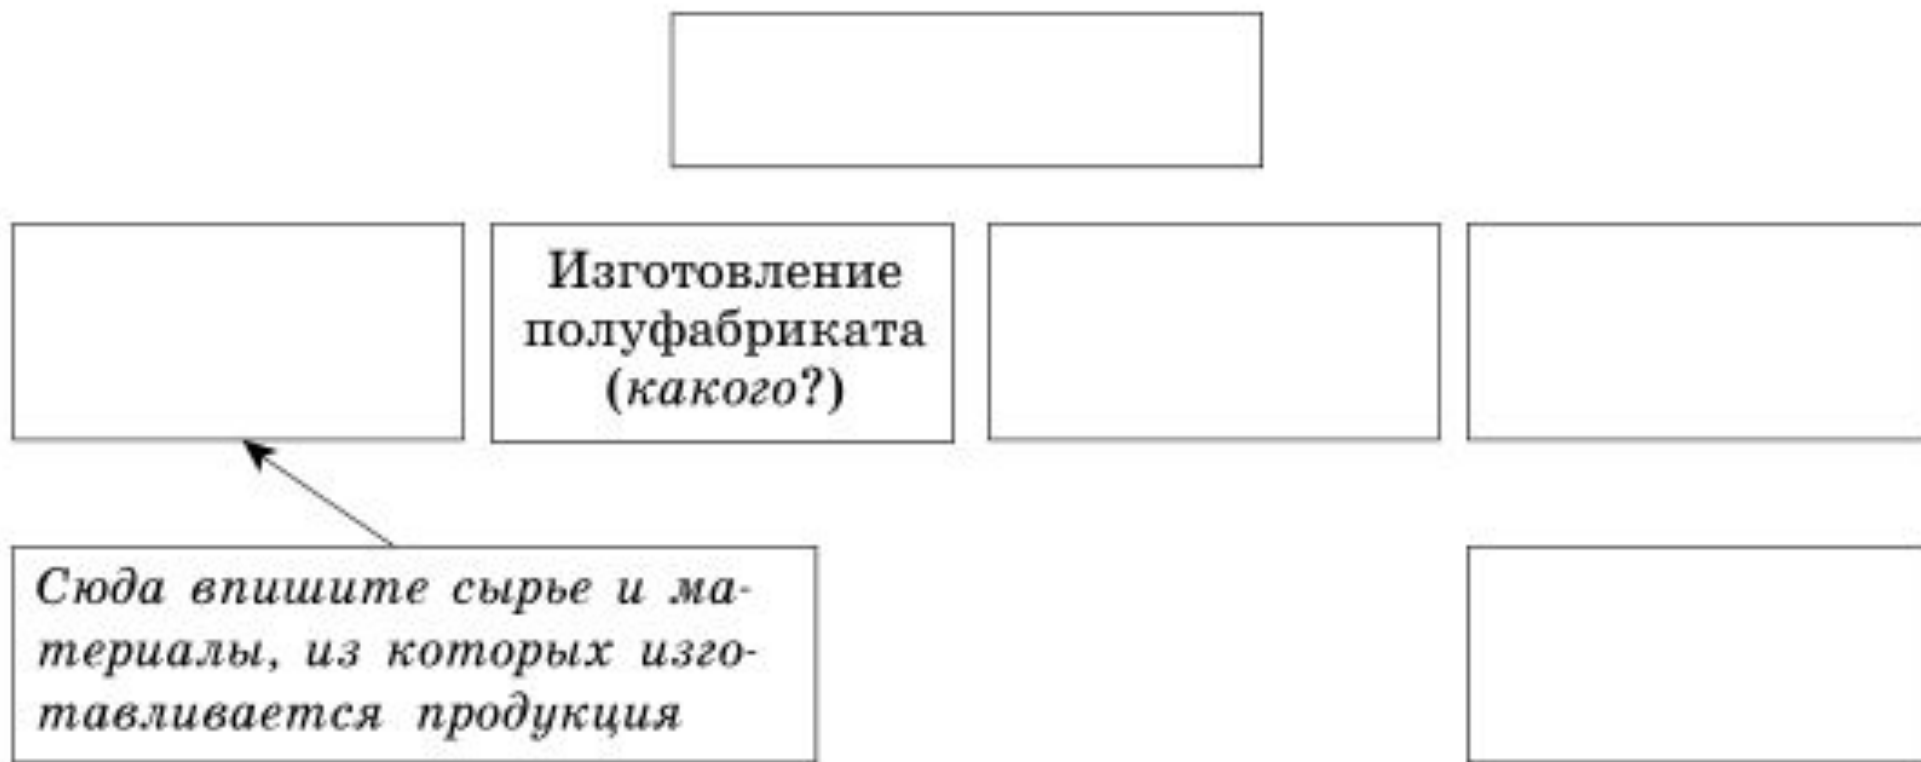 Изготовление
полуфабриката
(какого?)
Сюда впишите сырье и ма-
териалы, из которых изго-
тавливается продукция